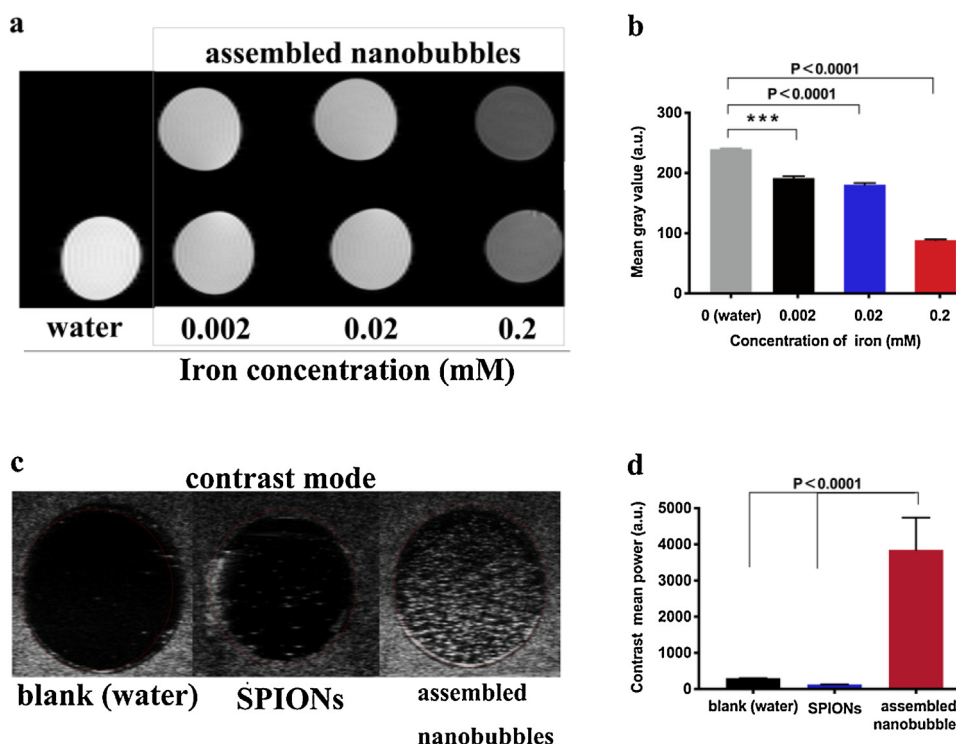 a
assembled nanobubbles
water
0.002
0.02
0.2
Iron concentration (mM)
b
P<0.0001
P<0.0001
***
Mean gray value (a.u.)
300
200
100
0
0 (water)
0.002
0.02
0.2
Concentration of iron (mM)
c
contrast mode
blank (water)
SPIONs
assembled
nanobubbles
d
P<0.0001
Contrast mean power (a.u.)
5000
4000
3000
2000
1000
0
blank (water)
SPIONs
assembled
nanobubble